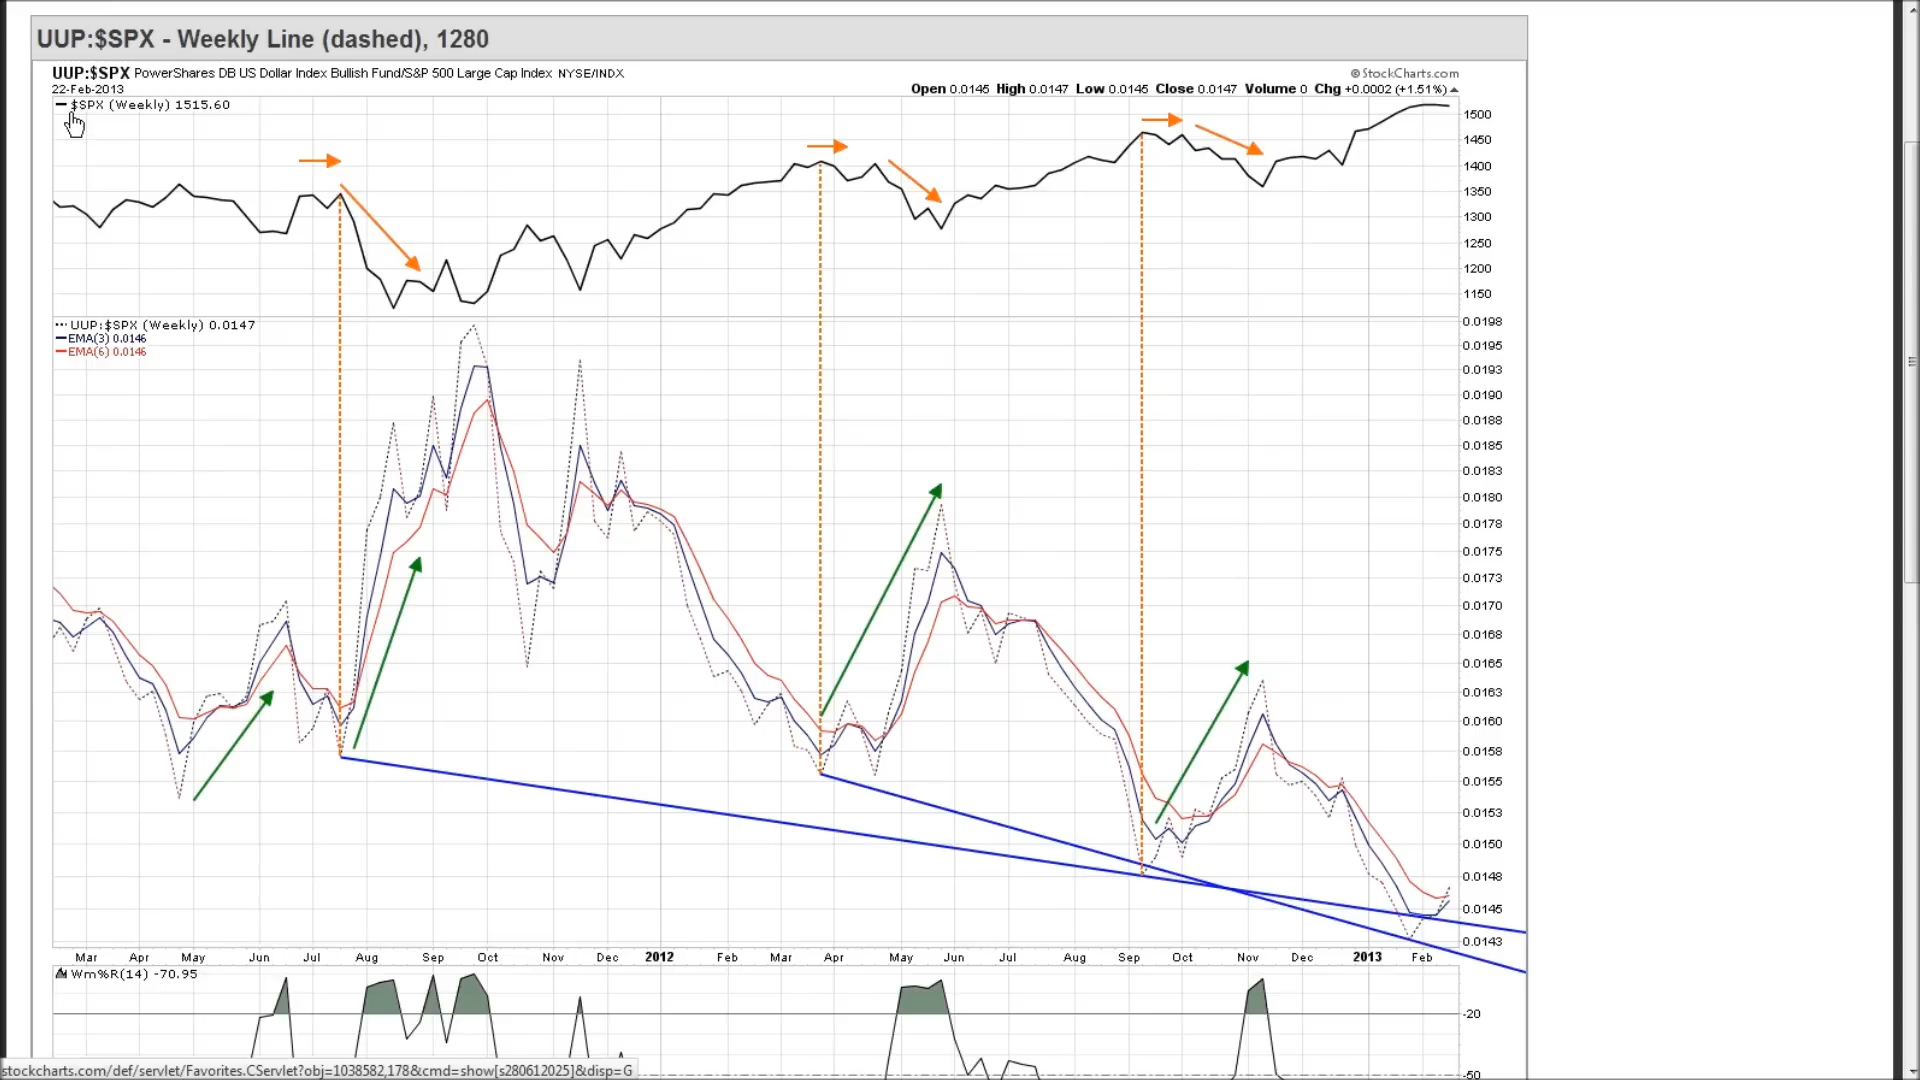 UUP:$SPX - Weekly Line (dashed), 1280
UUP:$SPX PowerShares DB US Dollar Index Bullish Fund/S&P 500 Large Cap Index NYSE/INDX
© StockCharts.com
22-Feb-2013
Open 0.0145 High 0.0147 Low 0.0145 Close 0.0147 Volume 0 Chg +0.0002 (+1.51%)
$SPX (Weekly) 1515.60
1500
1450
1400
1350
1300
1250
1200
1150
UUP:$SPX (Weekly) 0.0147
EMA(3) 0.0146
EMA(6) 0.0146
0.0198
0.0195
0.0193
0.0190
0.0188
0.0185
0.0183
0.0180
0.0178
0.0175
0.0173
0.0170
0.0168
0.0165
0.0163
0.0160
0.0158
0.0155
0.0153
0.0150
0.0148
0.0145
0.0143
Mar Apr May Jun Jul Aug Sep Oct Nov Dec 2012 Feb Mar Apr May Jun Jul Aug Sep Oct Nov Dec 2013 Feb
Wm%R(14) -70.95
-20
-50
stockcharts.com/def/servlet/Favorites.CServlet?obj=1038582,178&cmd=show[s280612025]&disp=G